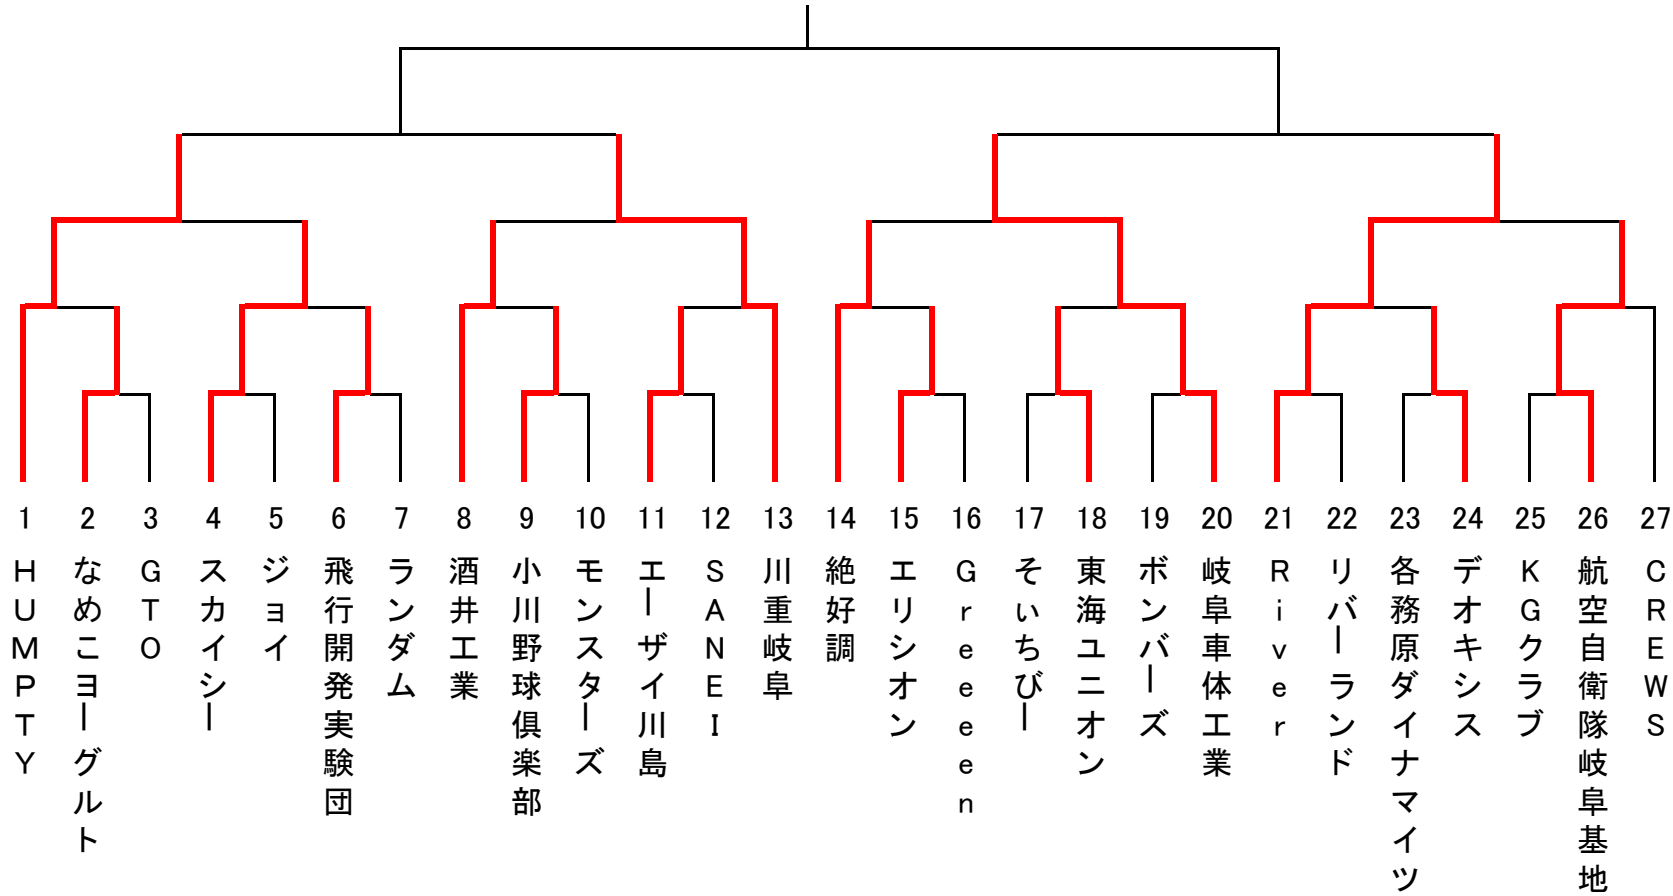 1 2 3 4 5 6 7 8 9 10 11 12 13 14 15 16 17 18 19 20 21 22 23 24 25 26 27
HUMPTY
なめこヨーグルト
GTO
スカイシー
ジョイ
飛行開発実験団
ランダム
酒井工業
小川野球倶楽部
モンスターズ
エーザイ川島
SANEI
川重岐阜
絶好調
エリシオン
Greeeen
そぃちびー
東海ユニオン
ボンバーズ
岐阜車体工業
River
リバーランド
各務原ダイナマイツ
デオキシス
KGクラブ
航空自衛隊岐阜基地
CREWS